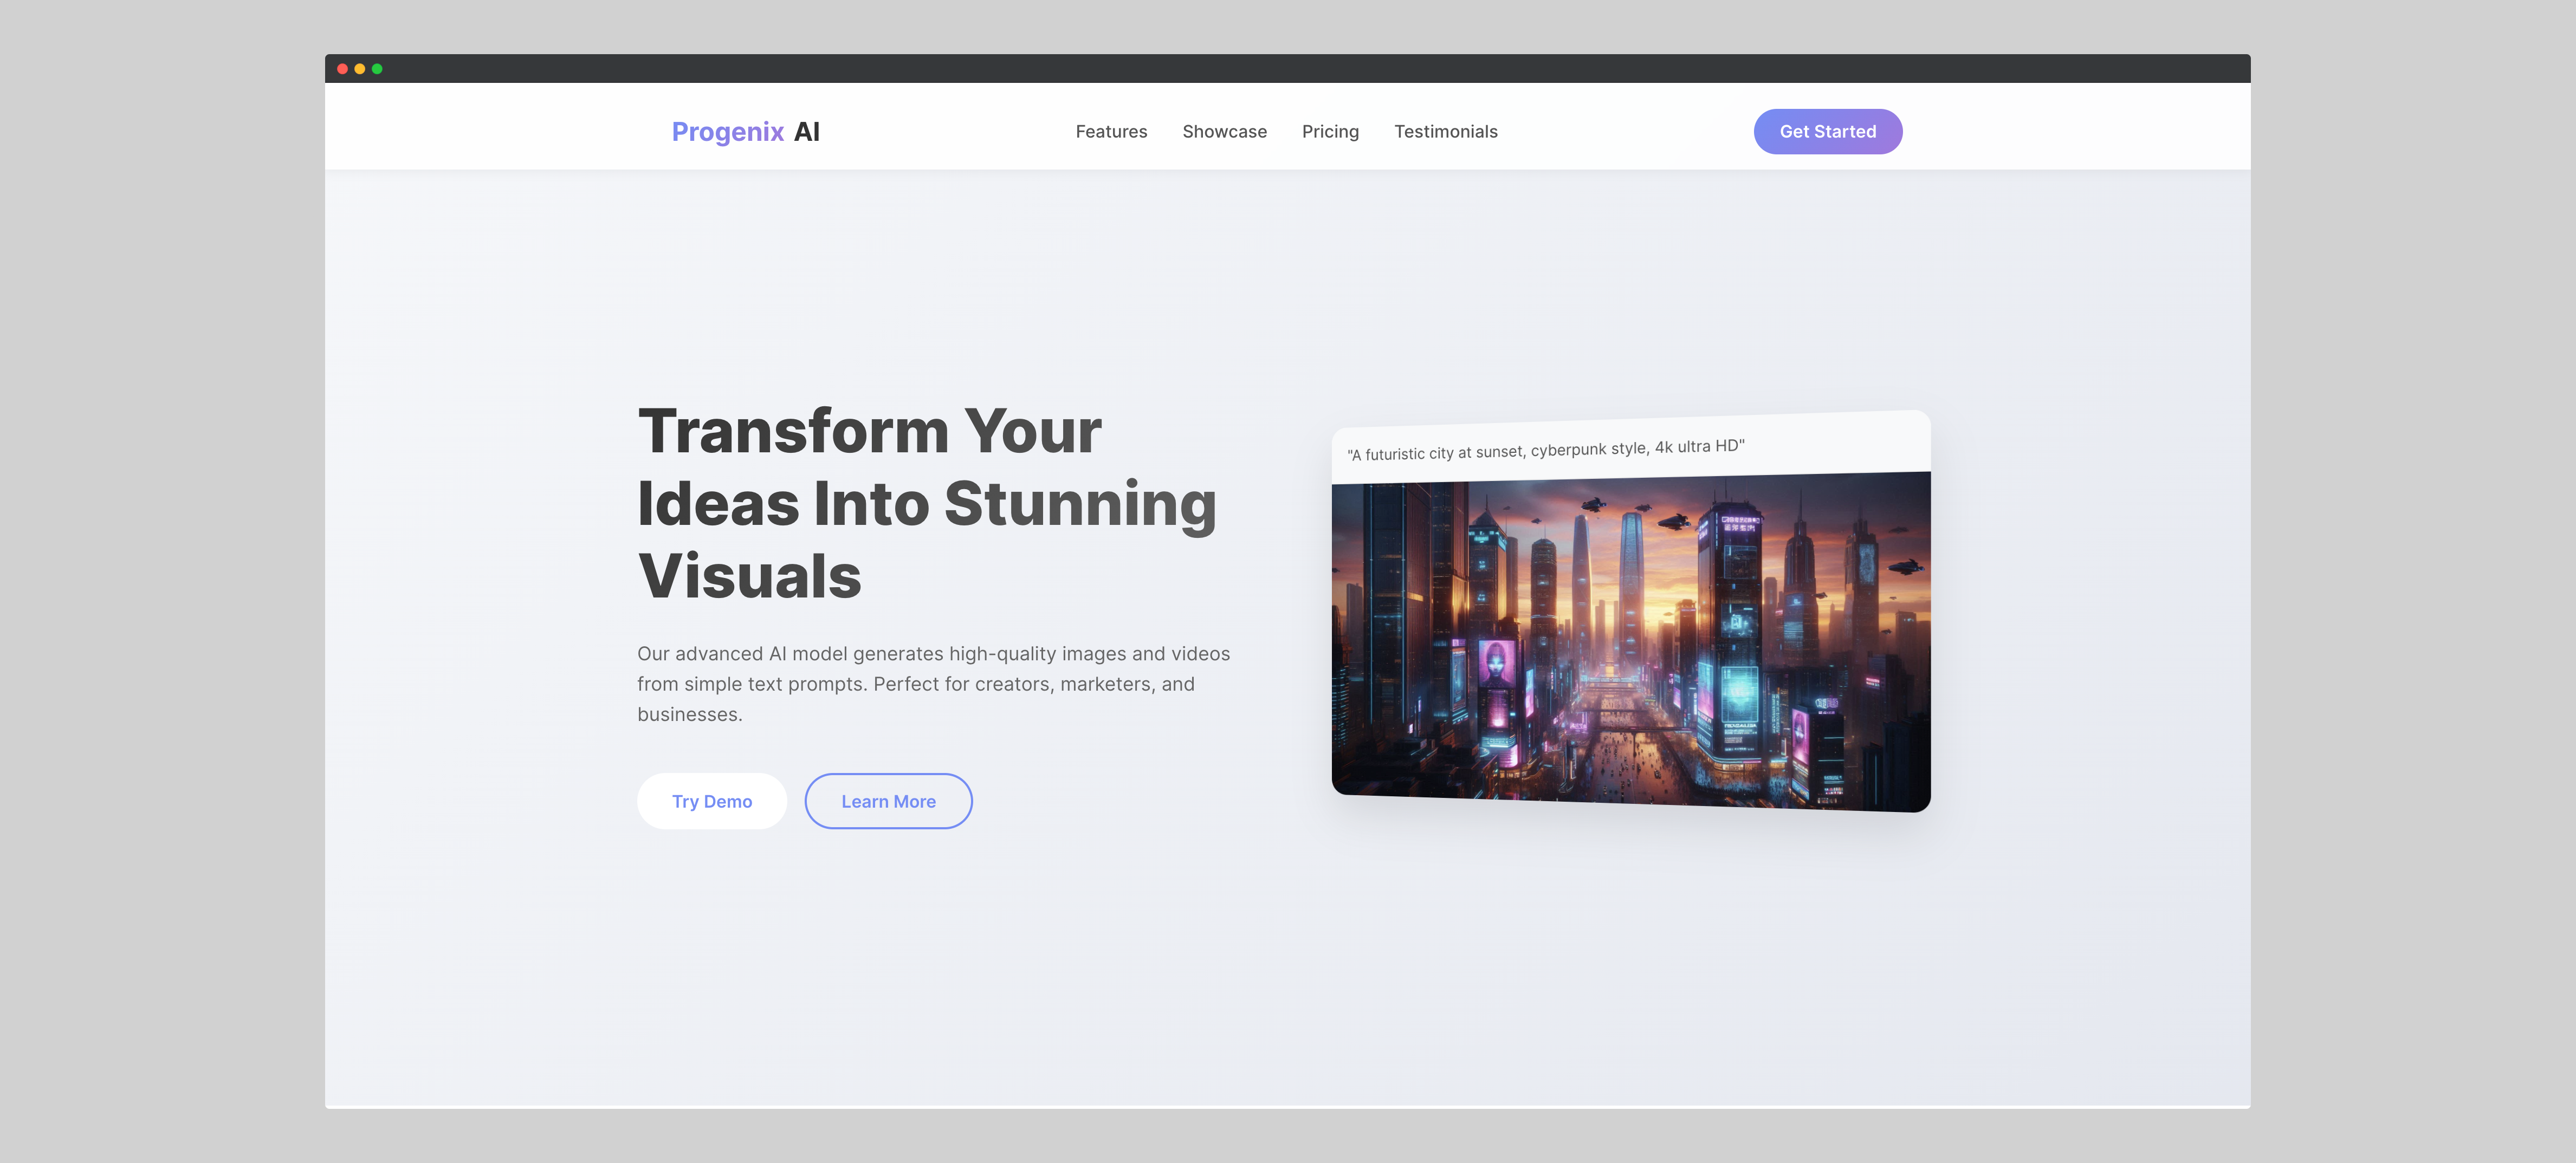 Progenix AI
Features
Showcase
Pricing
Testimonials
Get Started
Transform Your
Ideas Into Stunning
Visuals
Our advanced AI model generates high-quality images and videos
from simple text prompts. Perfect for creators, marketers, and
businesses.
Try Demo
Learn More
"A futuristic city at sunset, cyberpunk style, 4k ultra HD"